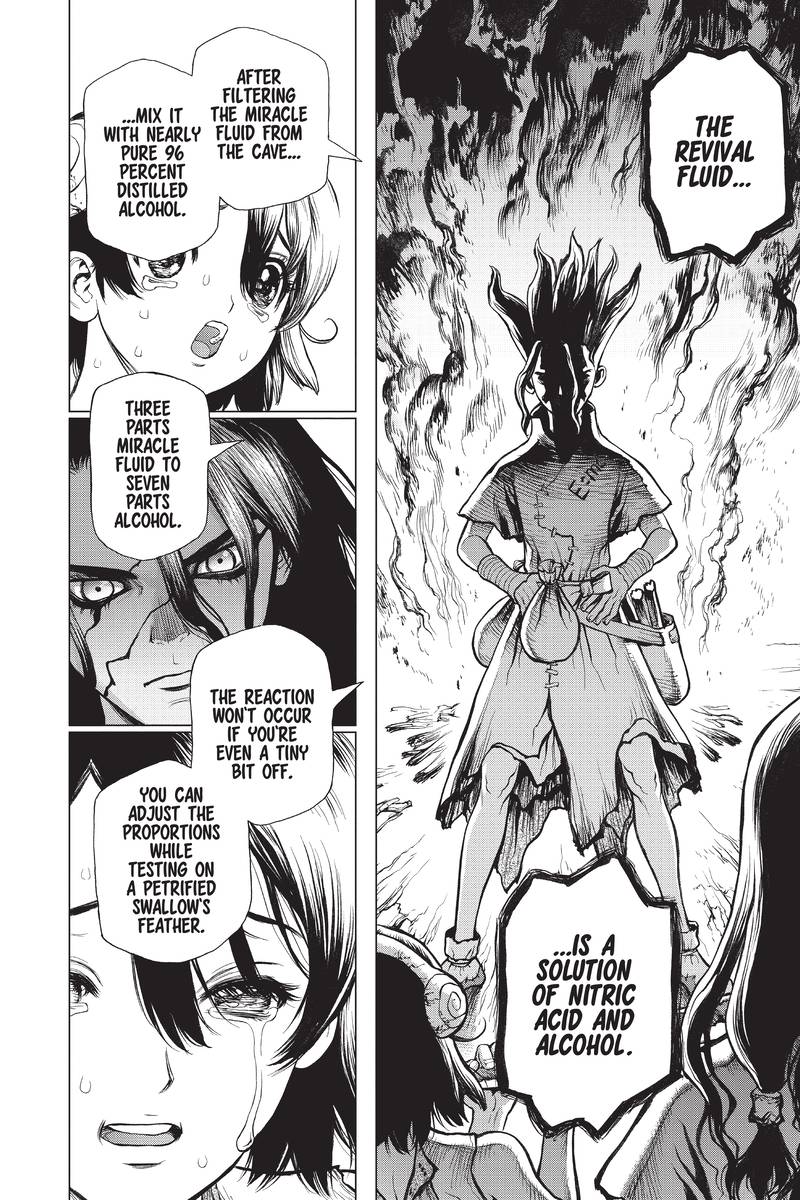 THE
REVIVAL
FLUID...
E=m
...IS A
SOLUTION
OF NITRIC
ACID AND
ALCOHOL.
AFTER
FILTERING
THE MIRACLE
FLUID FROM
THE CAVE...
...MIX IT
WITH NEARLY
PURE 96
PERCENT
DISTILLED
ALCOHOL.
THREE
PARTS
MIRACLE
FLUID TO
SEVEN
PARTS
ALCOHOL.
THE REACTION
WON'T OCCUR
IF YOU'RE
EVEN A TINY
BIT OFF.
YOU CAN
ADJUST THE
PROPORTIONS
WHILE
TESTING ON
A PETRIFIED
SWALLOW'S
FEATHER.